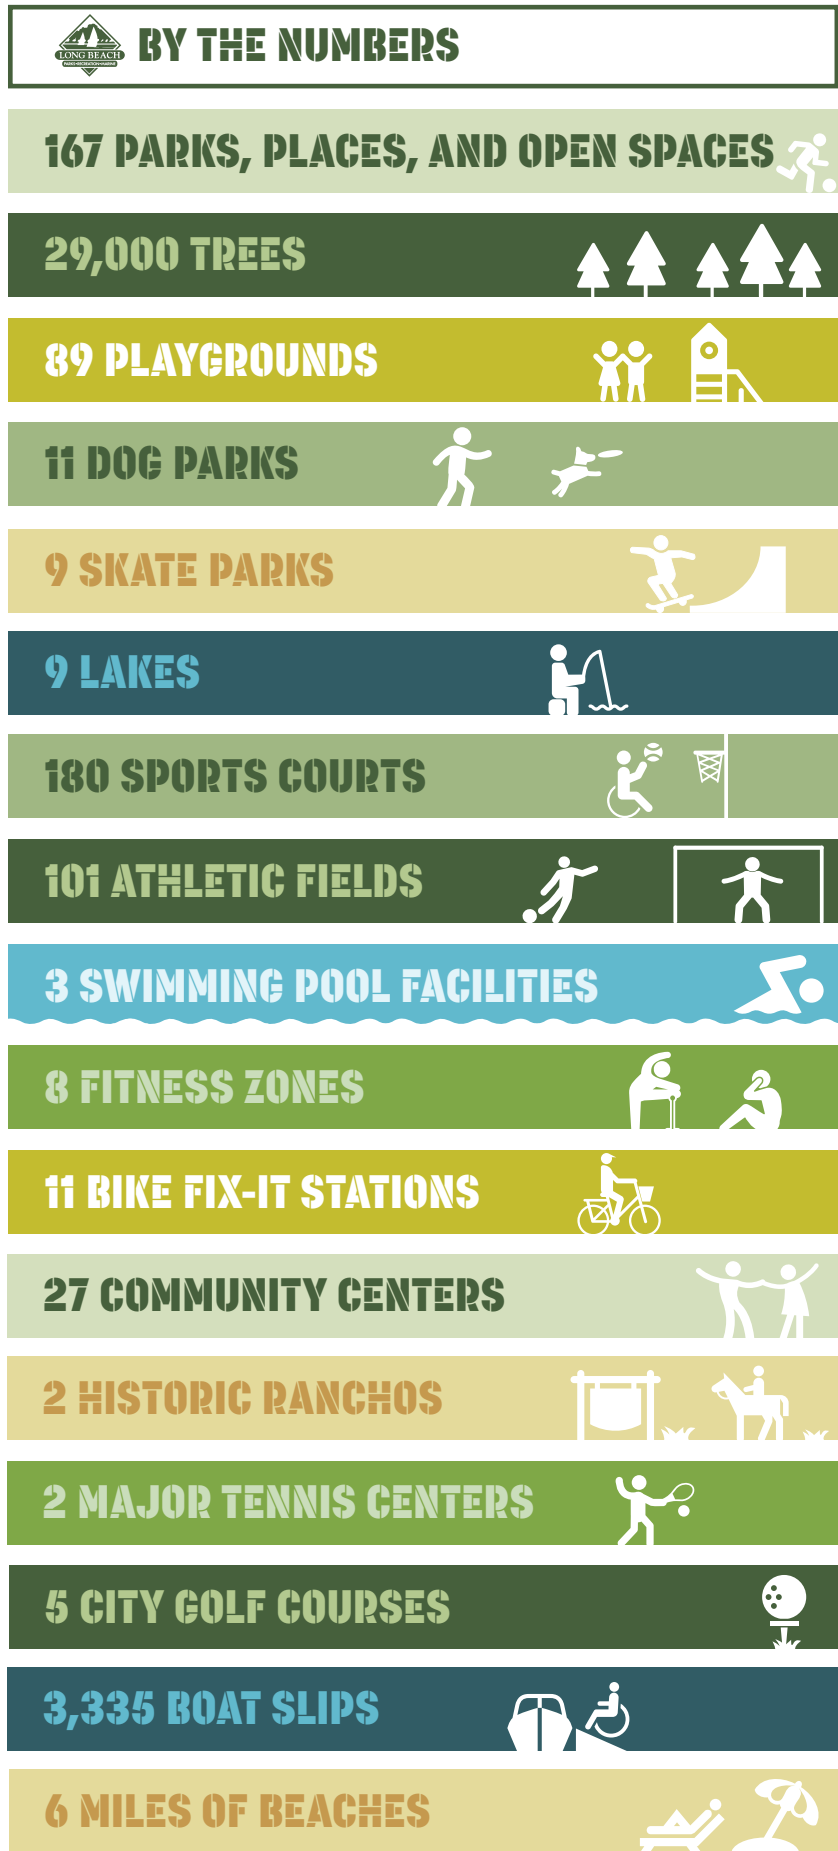 LONG BEACH
PARKS•RECREATION•MARINE
BY THE NUMBERS
167 PARKS, PLACES, AND OPEN SPACES
29,000 TREES
89 PLAYGROUNDS
11 DOG PARKS
9 SKATE PARKS
9 LAKES
180 SPORTS COURTS
101 ATHLETIC FIELDS
3 SWIMMING POOL FACILITIES
8 FITNESS ZONES
11 BIKE FIX-IT STATIONS
27 COMMUNITY CENTERS
2 HISTORIC RANCHOS
2 MAJOR TENNIS CENTERS
5 CITY GOLF COURSES
3,335 BOAT SLIPS
6 MILES OF BEACHES